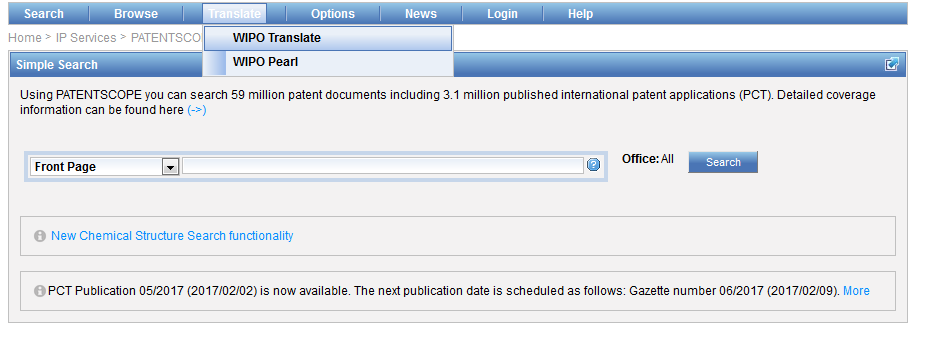 Search Browse Translate Options News Login Help
Home > IP Services > PATENTSCO
WIPO Translate
WIPO Pearl
Simple Search
Using PATENTSCOPE you can search 59 million patent documents including 3.1 million published international patent applications (PCT). Detailed coverage
information can be found here (->)
Front Page ? Office: All Search
New Chemical Structure Search functionality
PCT Publication 05/2017 (2017/02/02) is now available. The next publication date is scheduled as follows: Gazette number 06/2017 (2017/02/09). More